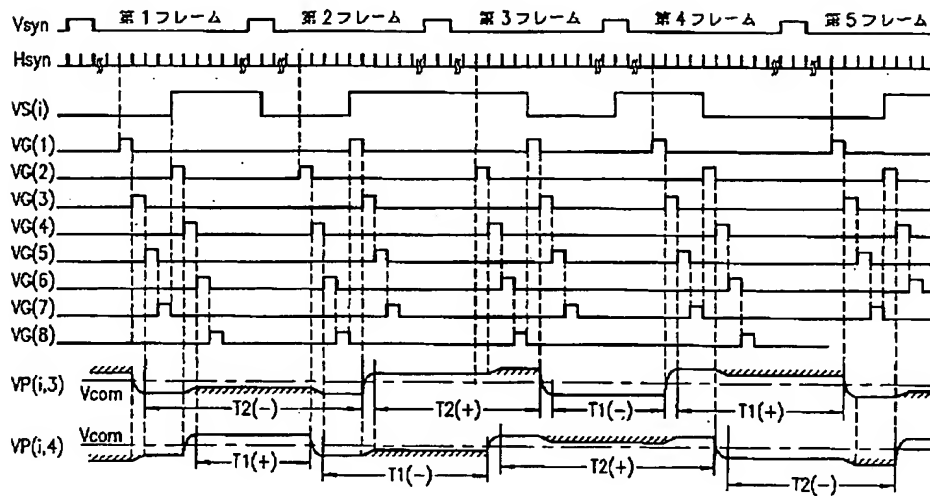 第1フレーム 第2フレーム 第3フレーム 第4フレーム 第5フレーム
Vsyn
Hsyn
VS(i)
VG(1)
VG(2)
VG(3)
VG(4)
VG(5)
VG(6)
VG(7)
VG(8)
VP(i,3)
Vcom
T2(-) T2(+) T1(-) T1(+)
Vcom
VP(i,4)
T1(+) T1(-) T2(+) T2(-)